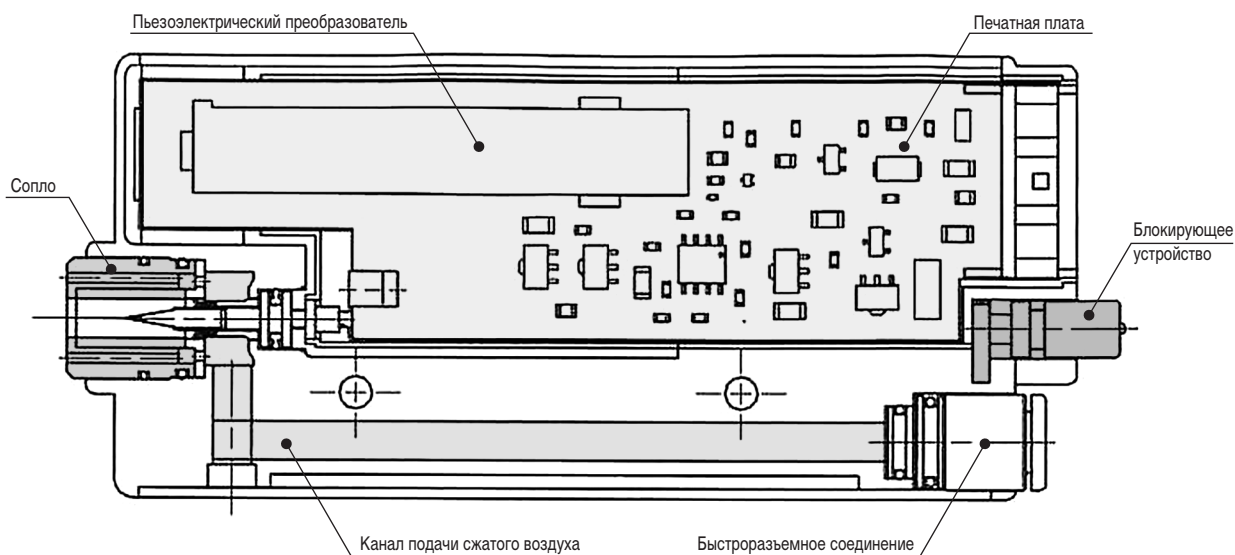 Пьезоэлектрический преобразователь
Печатная плата
Сопло
Блокирующее
устройство
Канал подачи сжатого воздуха
Быстроразъемное соединение